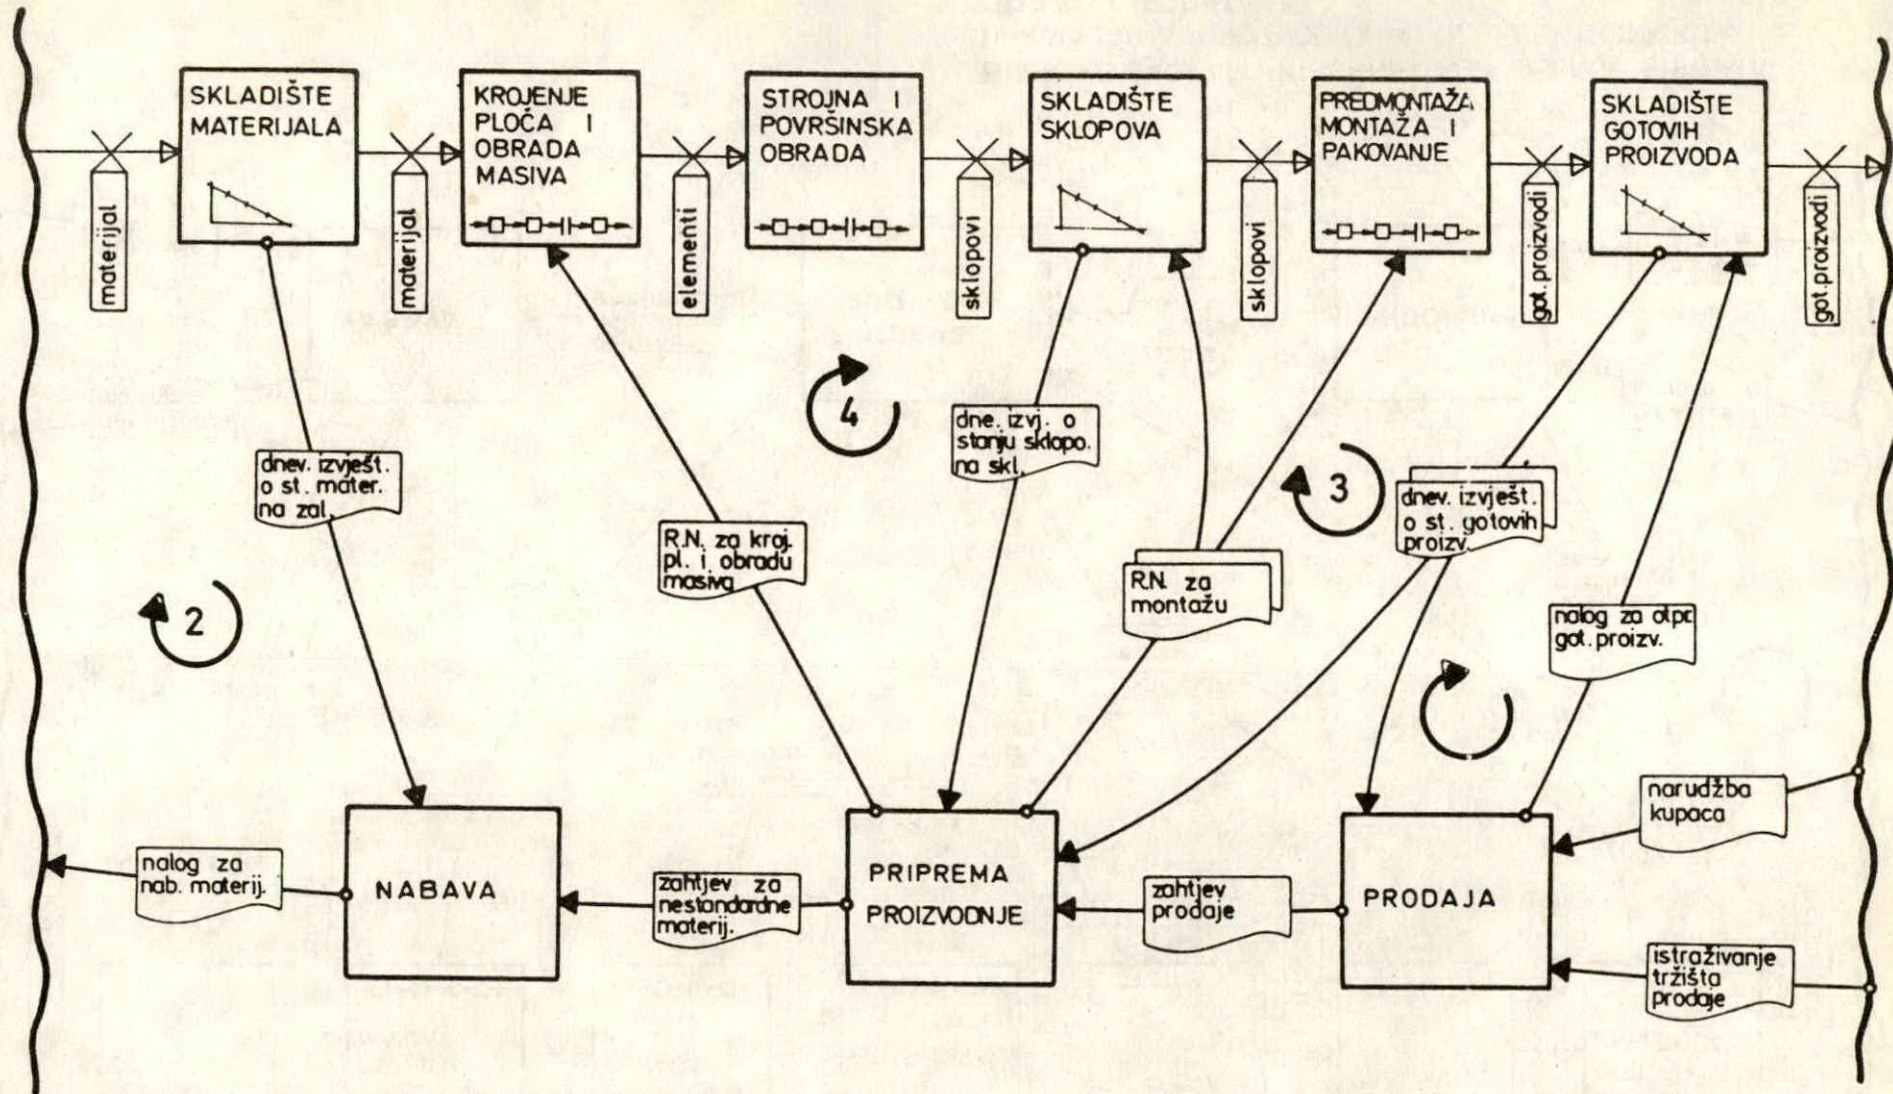 SKLADIŠTE
MATERIJALA
KROJENJE
PLOČA I
OBRADA
MASIVA
STROJNA I
POVRŠINSKA
OBRADA
SKLADIŠTE
SKLOPOVA
PREDMONTAŽA
MONTAŽA I
PAKOVANJE
SKLADIŠTE
GOTOVIH
PROIZVODA
materijal
materijal
elementi
sklopovi
sklopovi
got.proizvodi
got.proizvodi
4
dne. izvj. o
stanju sklopo.
na skl.
dnev. izvješt.
o st. mater.
na zal.
3
dnev. izvješt.
o st. gotovih
proizv.
R.N. za kroj.
pl. i obradu
masiva
R.N. za
montažu
2
nalog za otpr.
got.proizv.
narudžba
kupaca
nalog za
nab. materij.
NABAVA
zahtjev za
nestandardne
materij.
PRIPREMA
PROIZVODNJE
zahtjev
prodaje
PRODAJA
istraživanje
tržišta
prodaje